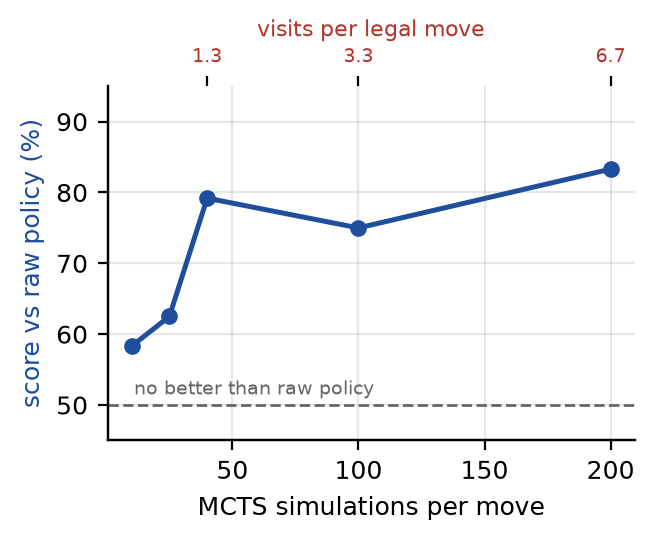 visits per legal move
1.3 3.3 6.7
score vs raw policy (%)
90
80
70
60
50
no better than raw policy
50 100 150 200
MCTS simulations per move